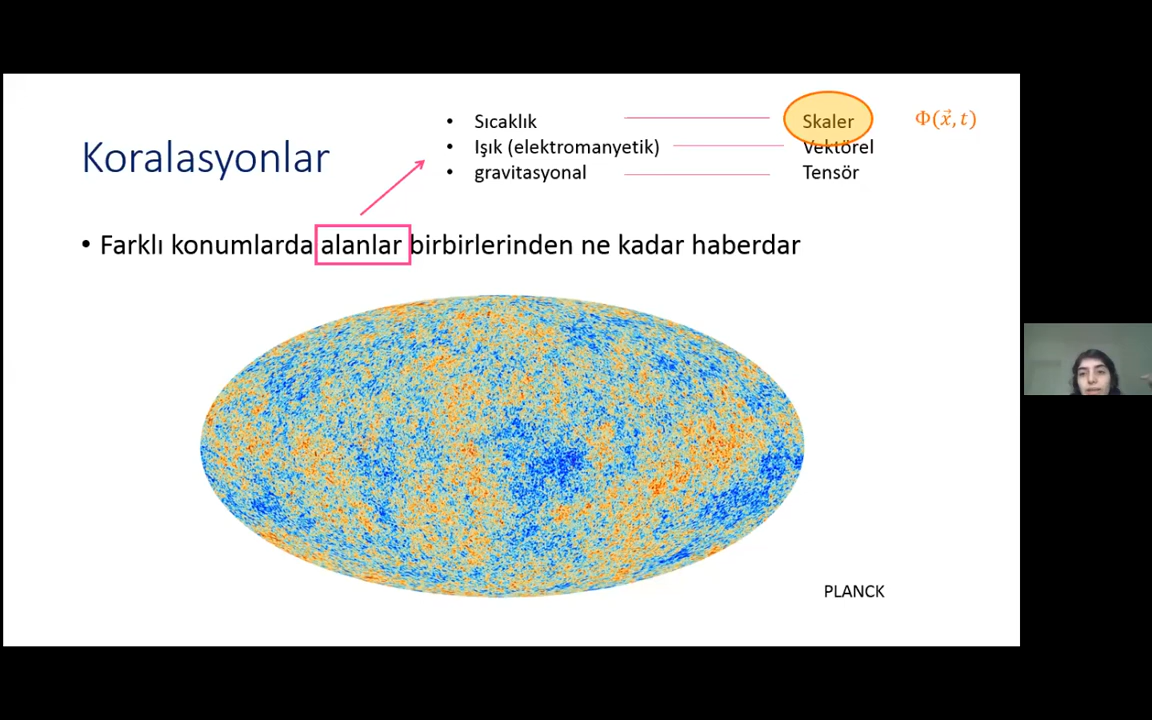 • Sıcaklık Skaler Φ(x⃗, t)
• Işık (elektromanyetik) Vektörel
• gravitasyonal Tensör
Koralasyonlar
• Farklı konumlarda alanlar birbirlerinden ne kadar haberdar
PLANCK